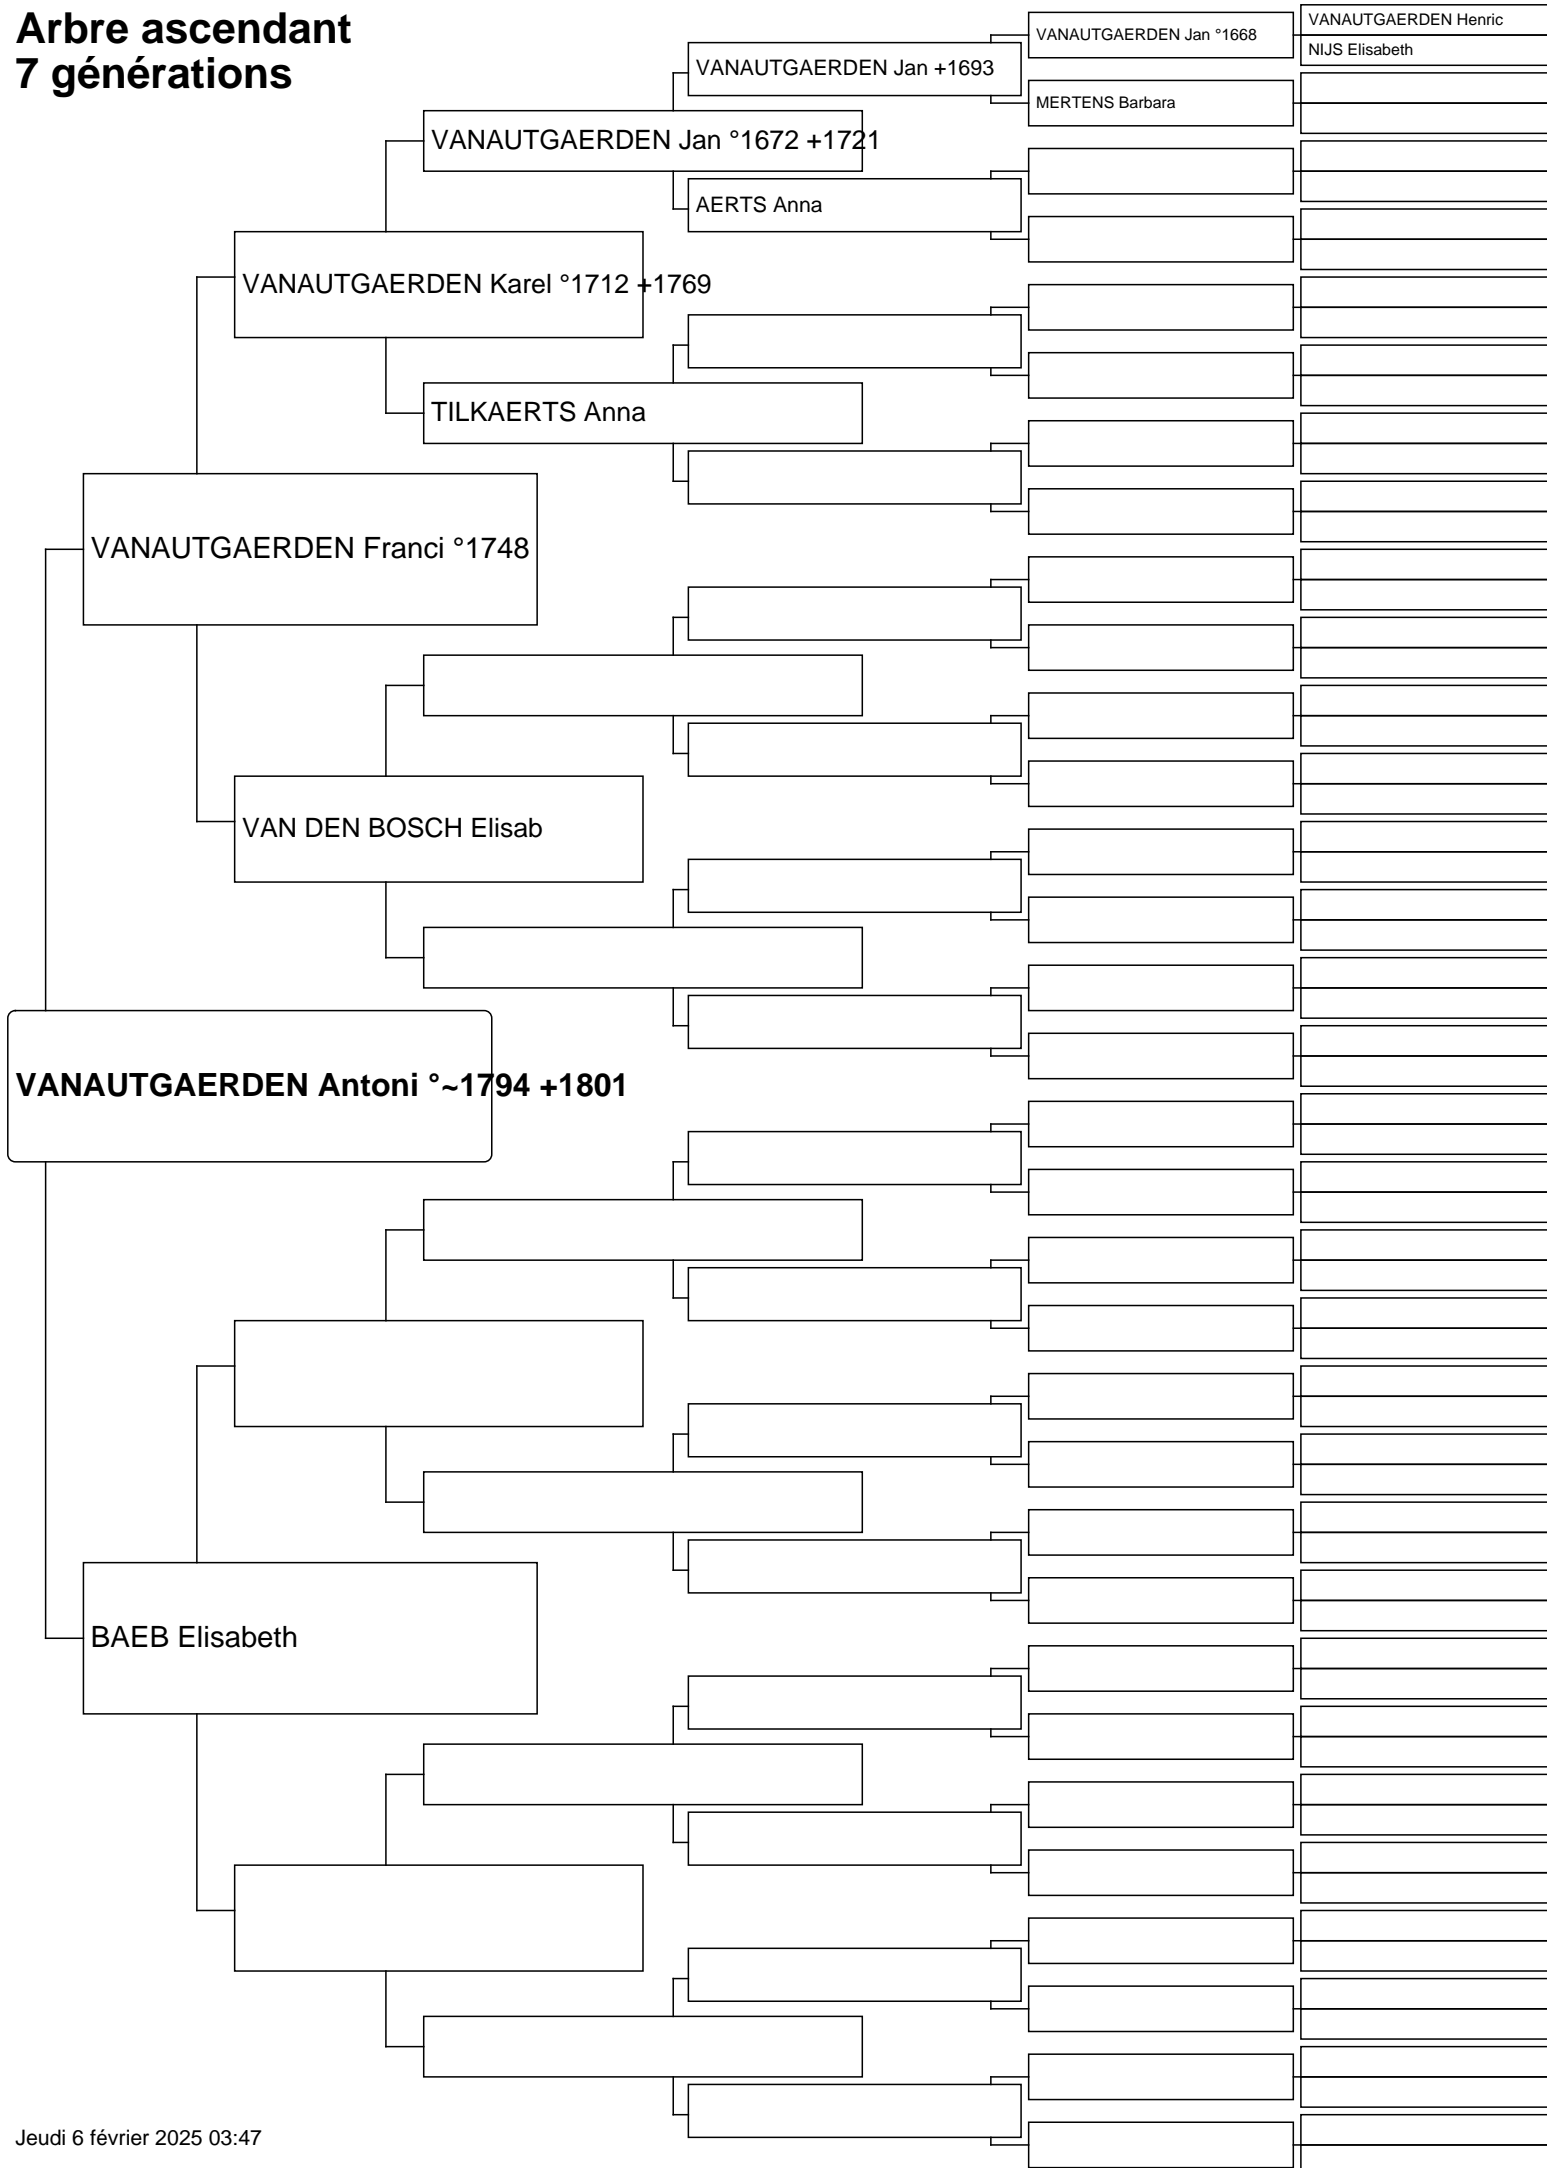 Arbre ascendant
7 générations
VANAUTGAERDEN Henric
VANAUTGAERDEN Jan °1668
NIJS Elisabeth
VANAUTGAERDEN Jan +1693
MERTENS Barbara
VANAUTGAERDEN Jan °1672 +1721
AERTS Anna
VANAUTGAERDEN Karel °1712 +1769
TILKAERTS Anna
VANAUTGAERDEN Franci °1748
VAN DEN BOSCH Elisab
VANAUTGAERDEN Antoni °~1794 +1801
BAEB Elisabeth
Jeudi 6 février 2025 03:47